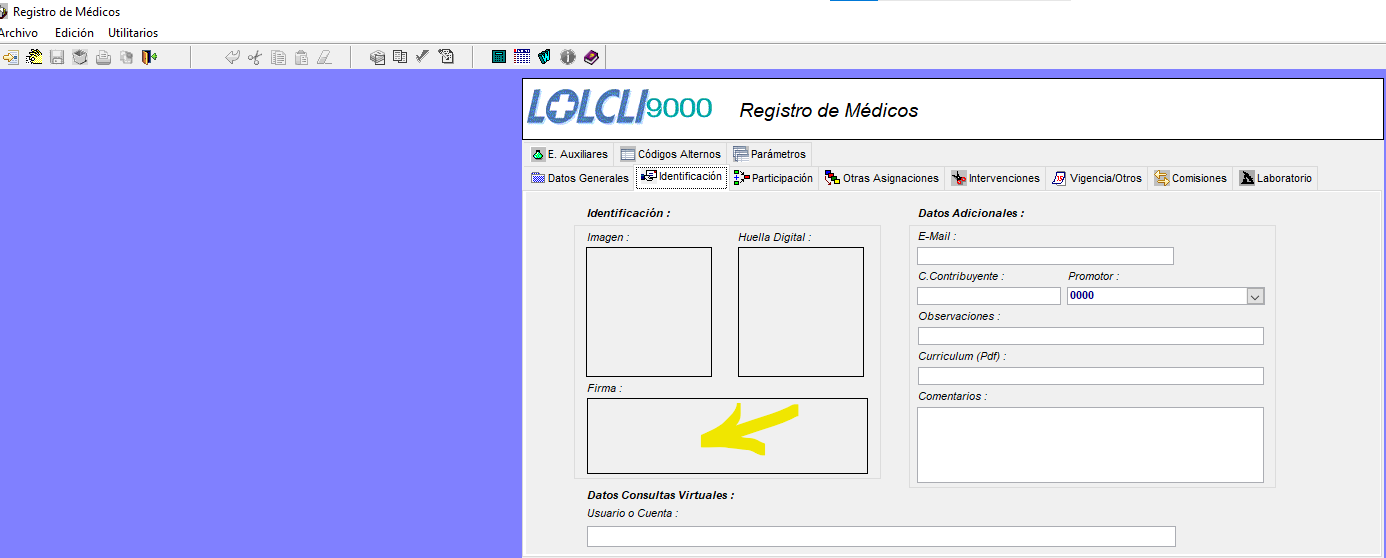 Registro de Médicos
Archivo Edición Utilitarios
LOLCLI 9000 Registro de Médicos
E. Auxiliares Códigos Alternos Parámetros
Datos Generales Identificación Participación Otras Asignaciones Intervenciones Vigencia/Otros Comisiones Laboratorio
Identificación : Datos Adicionales :
Imagen : Huella Digital : E-Mail :
C.Contribuyente : Promotor :
0000
Observaciones :
Curriculum (Pdf) :
Firma : Comentarios :
Datos Consultas Virtuales :
Usuario o Cuenta :